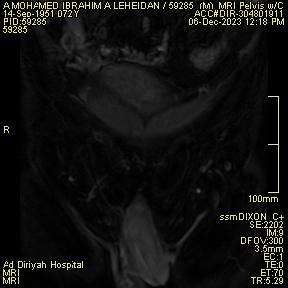 A MOHAMED IBRAHIM A LEHEIDAN / 59285 (M) MRI Pelvis w/C
14-Sep-1951 072Y ACC#DIR-304801911
PID:59285 06-Dec-2023 12:18 PM
59285
R
100mm
ssmDIXON_C+
SE:2202
IM:9
DFOV:300
3.5mm
Ad Diriyah Hospital EC:1
MRI TE:0
MRI ET:70
TR:5.29